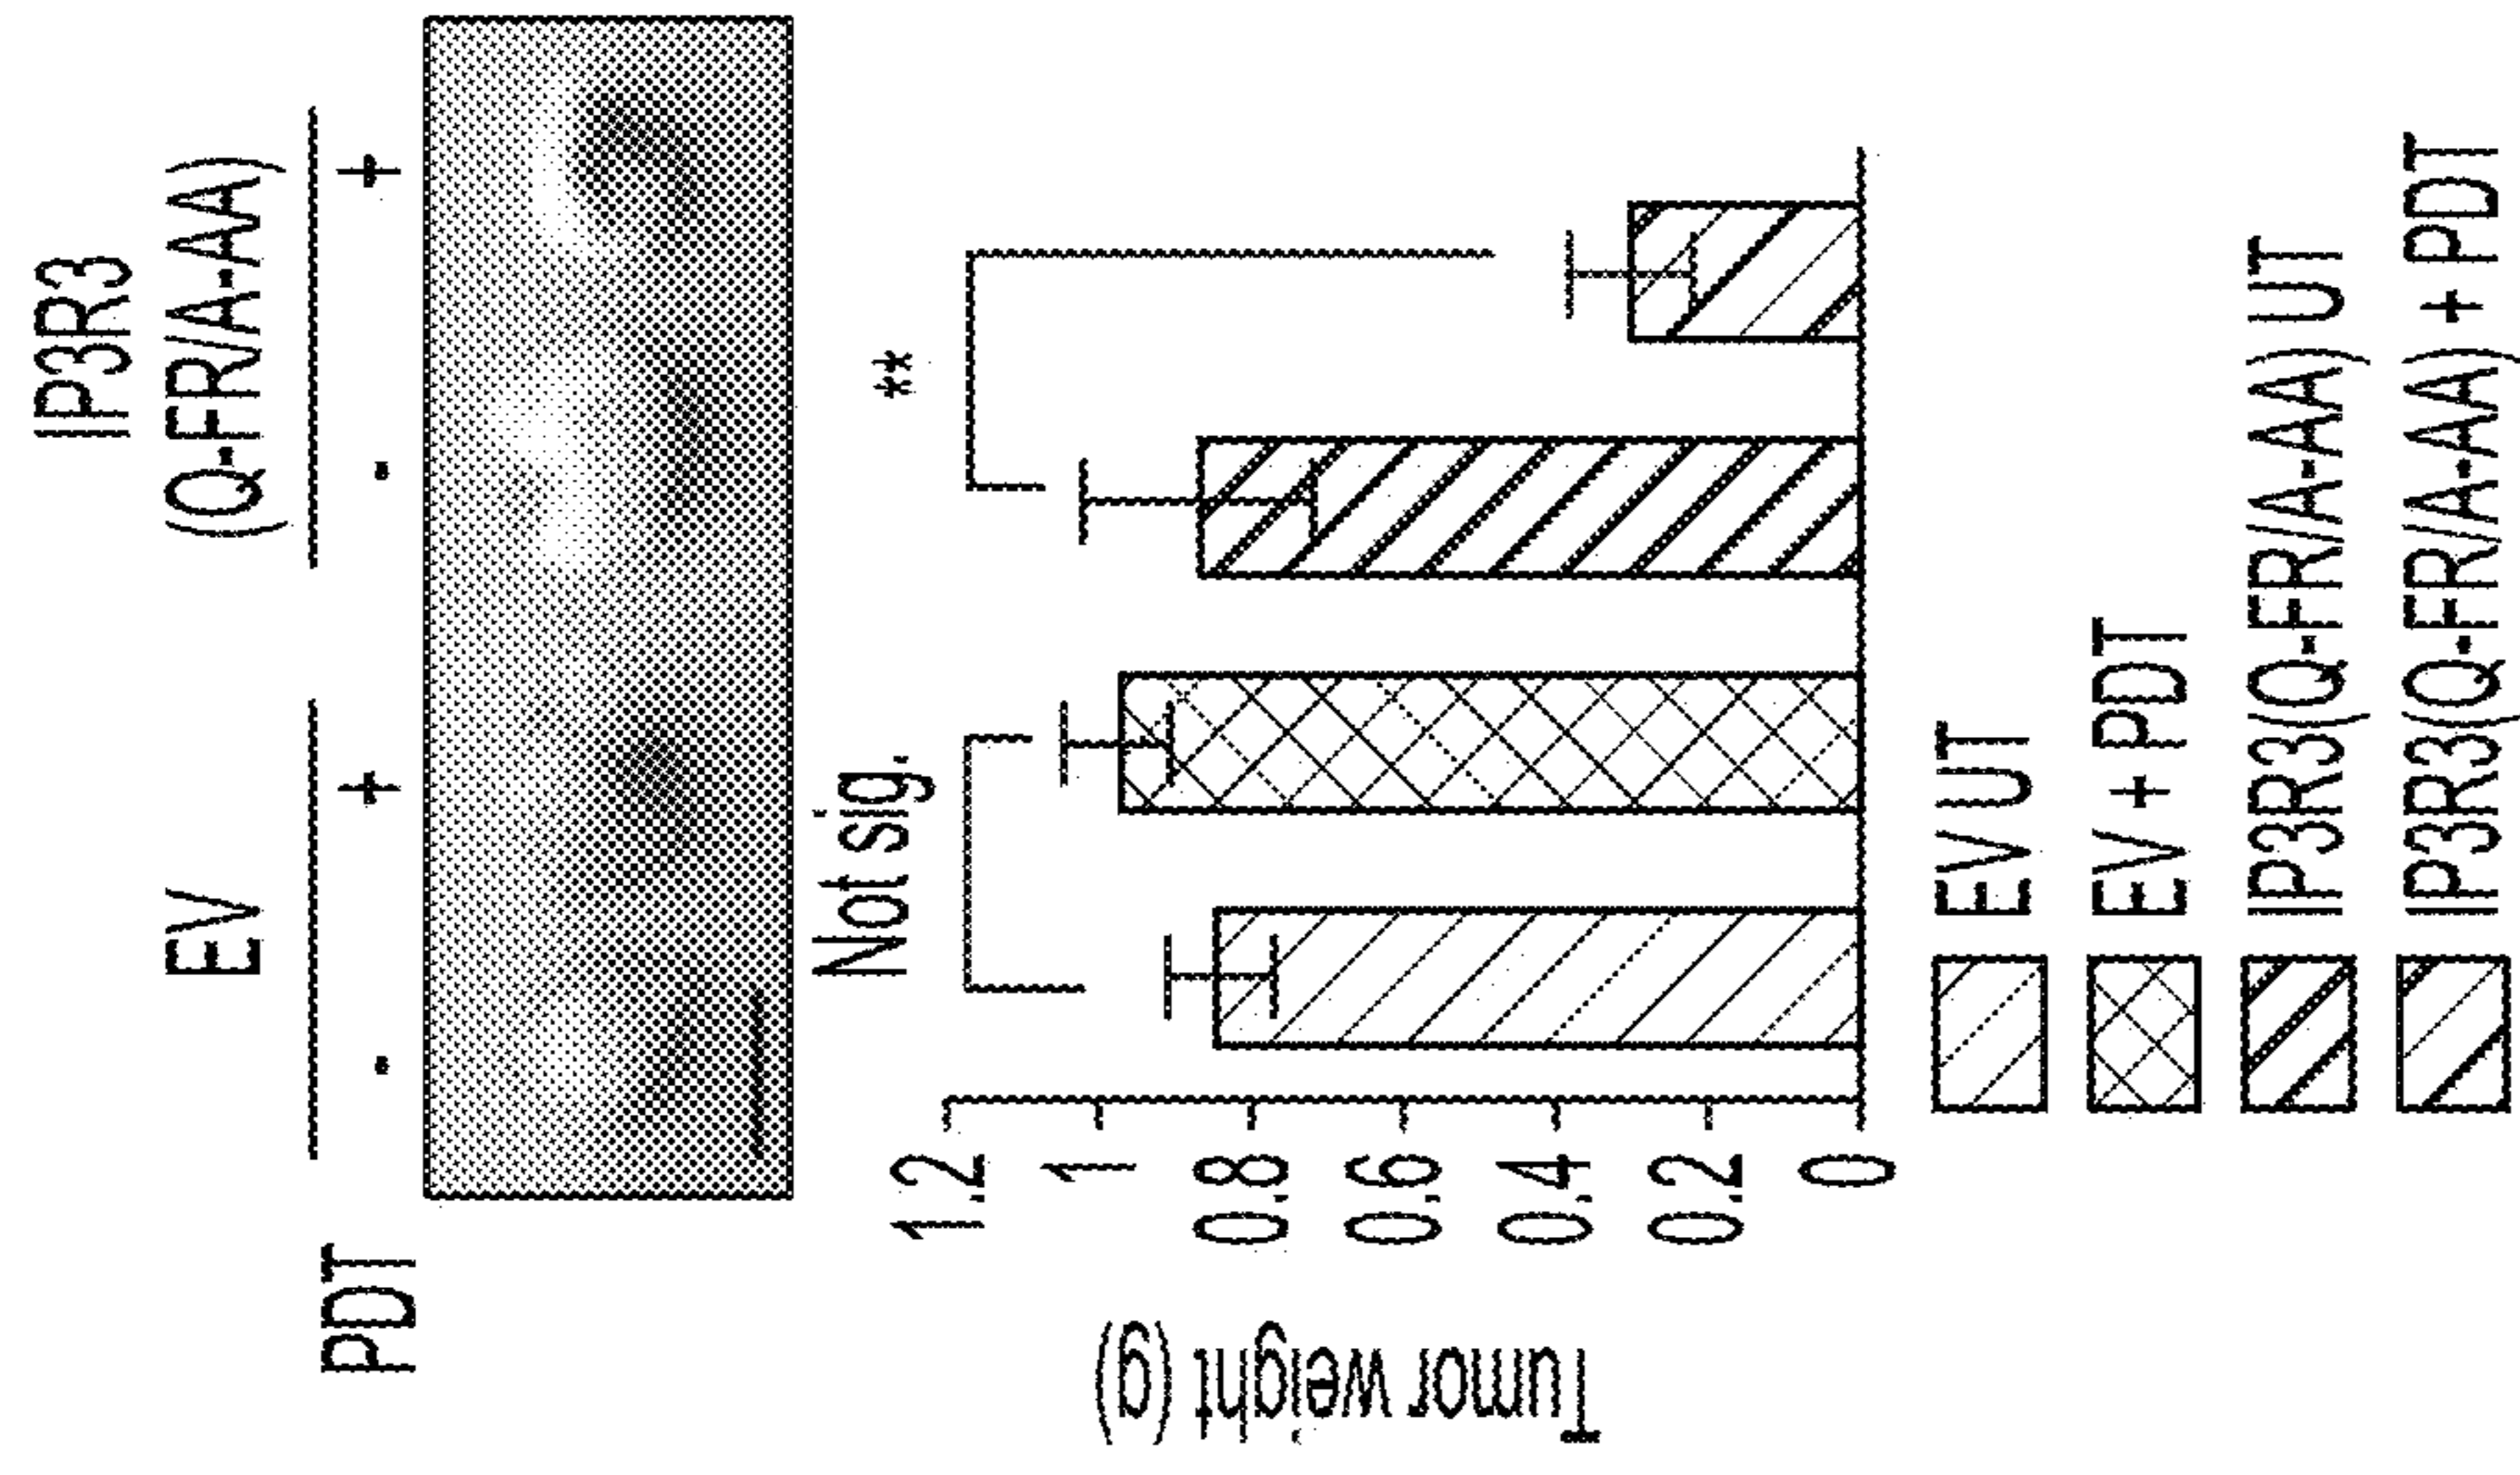 IP3R3
EV
(Q-FR/A-AA)
PDT
- + - +
Not sig.
**
Tumor weight (g)
1.2
1
0.8
0.6
0.4
0.2
0
EV UT
EV + PDT
IP3R3(Q-FR/A-AA) UT
IP3R3(Q-FR/A-AA) + PDT